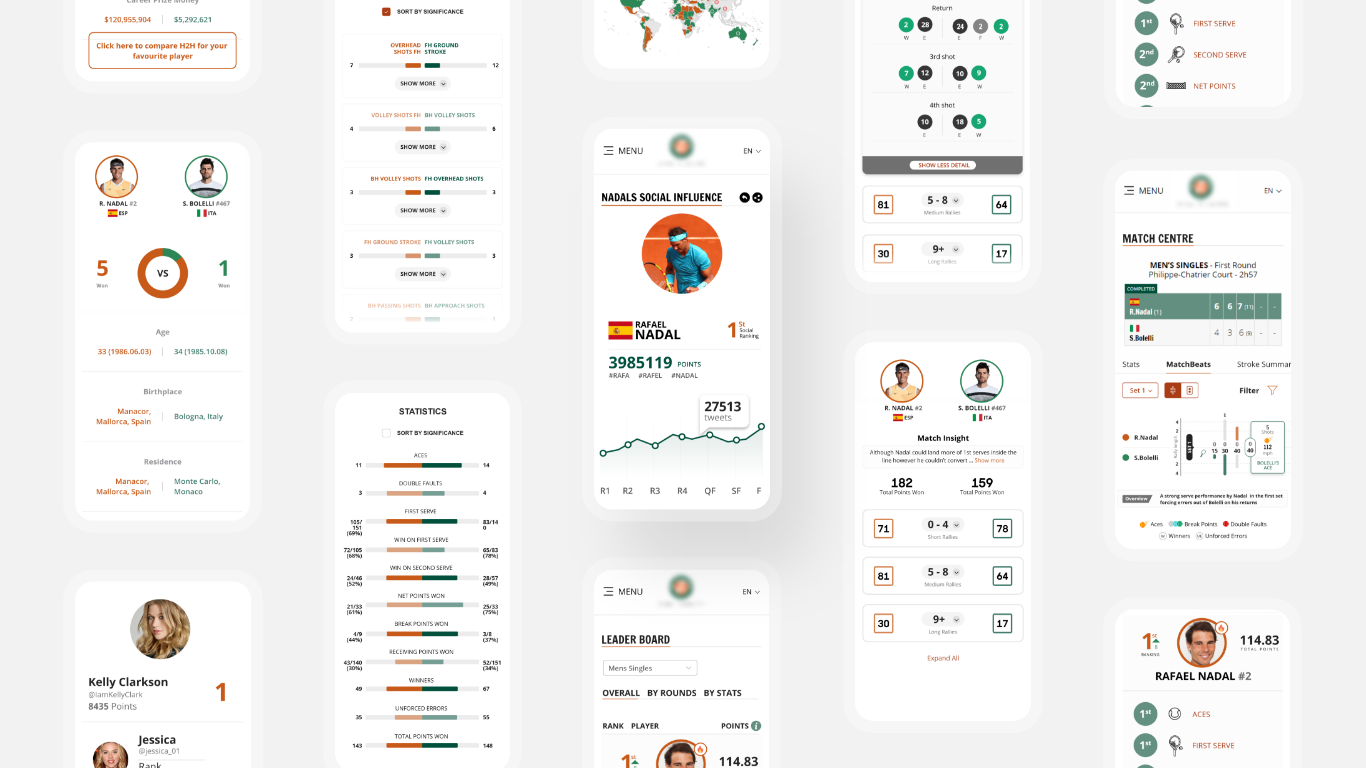 Career Prize Money
$120,955,904 | $5,292,621
Click here to compare H2H for your
favourite player
R. NADAL #2
ESP
S. BOLELLI #467
ITA
5
Won
VS
1
Won
Age
33 (1986.06.03) | 34 (1985.10.08)
Birthplace
Manacor,
Mallorca, Spain
Bologna, Italy
Residence
Manacor,
Mallorca, Spain
Monte Carlo,
Monaco
Kelly Clarkson
@IamKellyClark
8435 Points
1
Jessica
@jessica_01
Rank
SORT BY SIGNIFICANCE
OVERHEAD
SHOTS FH
FH GROUND
STROKE
7 12
SHOW MORE
VOLLEY SHOTS FH BH VOLLEY SHOTS
4 6
SHOW MORE
BH VOLLEY SHOTS FH OVERHEAD SHOTS
3 3
SHOW MORE
FH GROUND STROKE FH VOLLEY SHOTS
3 3
SHOW MORE
BH PASSING SHOTS BH APPROACH SHOTS
STATISTICS
SORT BY SIGNIFICANCE
ACES
11 14
DOUBLE FAULTS
3 4
FIRST SERVE
105/
151
(69%)
83/14
0
WIN ON FIRST SERVE
72/105
(68%)
65/83
(78%)
WIN ON SECOND SERVE
24/46
(52%)
28/57
(49%)
NET POINTS WON
21/33
(61%)
25/33
(75%)
BREAK POINTS WON
4/9
(44%)
3/8
(37%)
RECEIVING POINTS WON
43/140
(30%)
52/151
(34%)
WINNERS
49 67
UNFORCED ERRORS
35 55
TOTAL POINTS WON
143 148
MENU
EN
NADALS SOCIAL INFLUENCE
RAFAEL
NADAL
1St
Social
Ranking
3985119 POINTS
#RAFA #RAFEL #NADAL
27513
tweets
R1 R2 R3 R4 QF SF F
MENU
EN
LEADER BOARD
Mens Singles
OVERALL BY ROUNDS BY STATS
RANK PLAYER POINTS i
1st
114.83
Return
2 28 24 2 2
W E E F W
3rd shot
7 12 10 9
W E E W
4th shot
10 18 5
E E W
SHOW LESS DETAIL
81 5 - 8 64
Medium Rallies
30 9+ 17
Long Rallies
R. NADAL #2
ESP
S. BOLELLI #467
ITA
Match Insight
Although Nadal could land more of 1st serves inside the
line however he couldn't convert ... Show more
182
Total Points Won
159
Total Points Won
71 0 - 4 78
Short Rallies
81 5 - 8 64
Medium Rallies
30 9+ 17
Long Rallies
Expand All
1st FIRST SERVE
2nd SECOND SERVE
2nd NET POINTS
MENU
EN
MATCH CENTRE
MEN'S SINGLES - First Round
Philippe-Chatrier Court - 2h57
COMPLETED
R.Nadal (1) 6 6 7 (11) - -
S.Bolelli 4 3 6 (9) - -
Stats MatchBeats Stroke Summar
Set 1
Filter
R.Nadal
S.Bolelli
0 0 0 0
15 30 40 40
5
Shots
112
mph
BOLELLI'S
ACE
Overview
A strong serve performance by Nadal in the first set
forcing errors out of Bolelli on his returns
Aces Break Points Double Faults
W Winners UE Unforced Errors
1st
RANKING
114.83
TOTAL POINTS
RAFAEL NADAL #2
1st ACES
1st FIRST SERVE